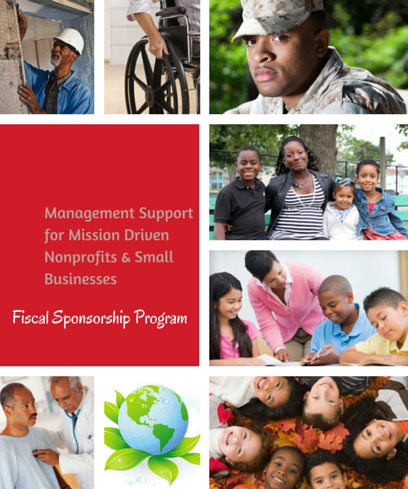 Management Support
for Mission Driven
Nonprofits & Small
Businesses
Fiscal Sponsorship Program